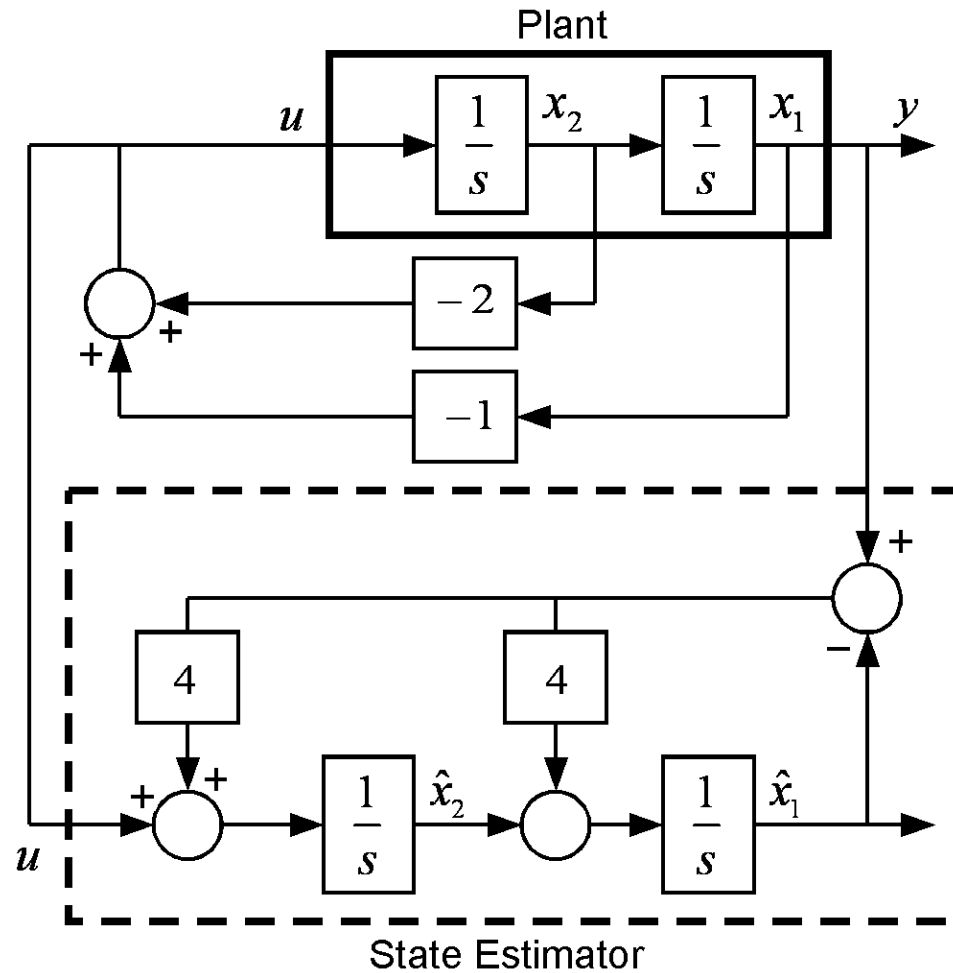 Plant
u
1/s
x₂
1/s
x₁
y
−2
+
+
−1
+
−
4
4
+
+
1/s
x̂₂
1/s
x̂₁
u
State Estimator